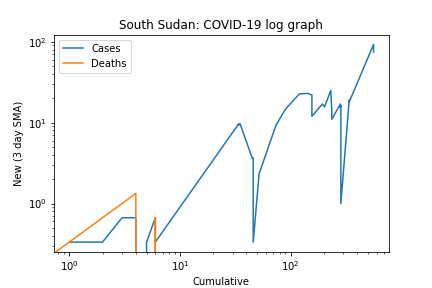 South Sudan: COVID-19 log graph
Cases
Deaths
New (3 day SMA)
10²
10¹
10⁰
10⁰ 10¹ 10²
Cumulative